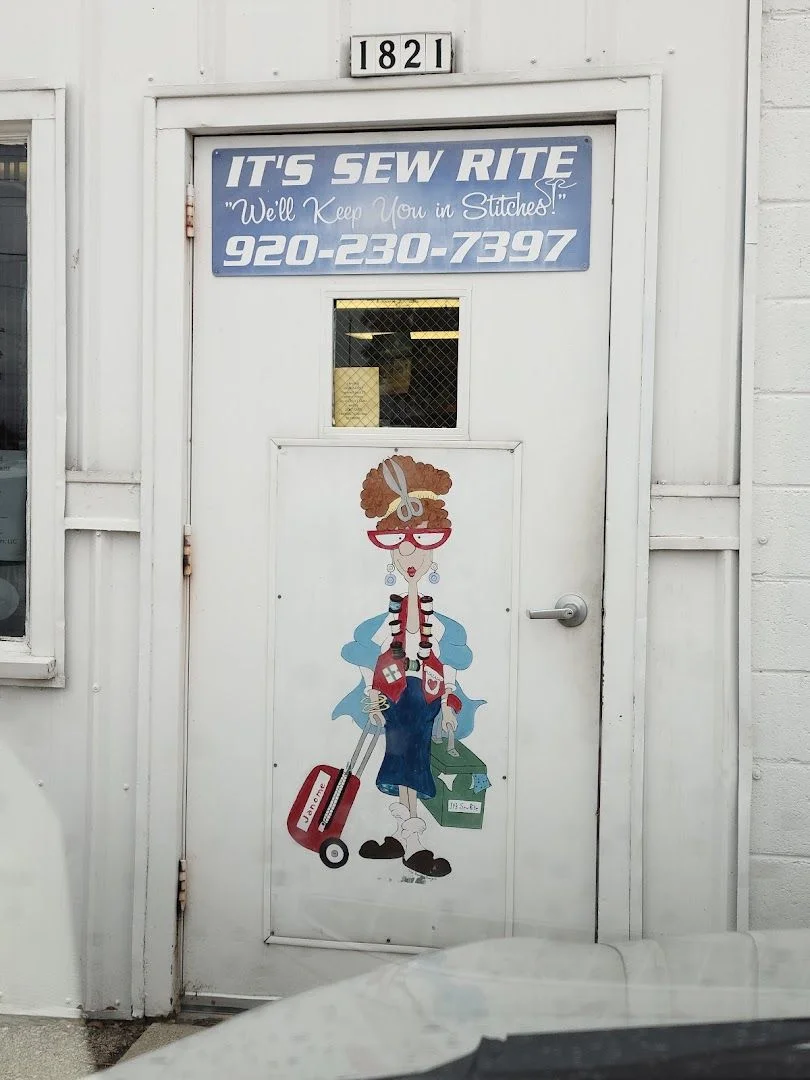 1821
IT'S SEW RITE
"We'll Keep You in Stitches!"
920-230-7397
Janome
It's Sew Rite